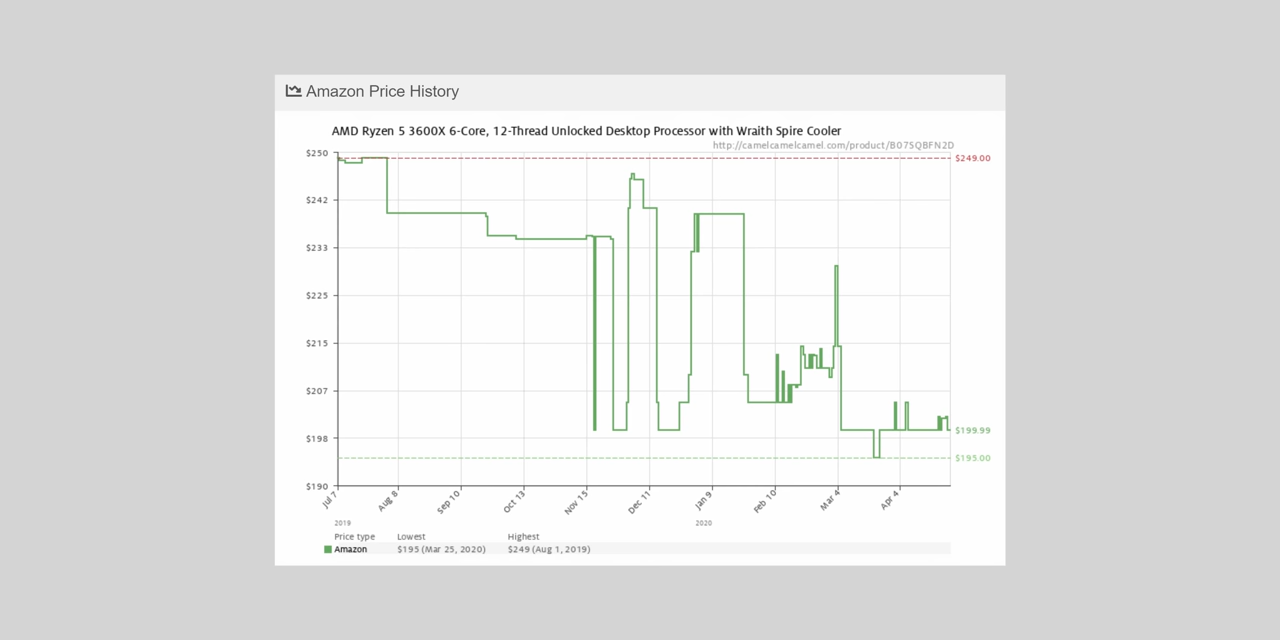 Amazon Price History
AMD Ryzen 5 3600X 6-Core, 12-Thread Unlocked Desktop Processor with Wraith Spire Cooler
http://camelcamelcamel.com/product/B075QBFN2D
$250
$249.00
$242
$233
$225
$215
$207
$199.99
$198
$195.00
$190
Jul 7
Aug 8
Sep 10
Oct 13
Nov 15
Dec 11
Jan 9
Feb 10
Mar 4
Apr 4
2019
2020
Price type Lowest Highest
Amazon $195 (Mar 25, 2020) $249 (Aug 1, 2019)